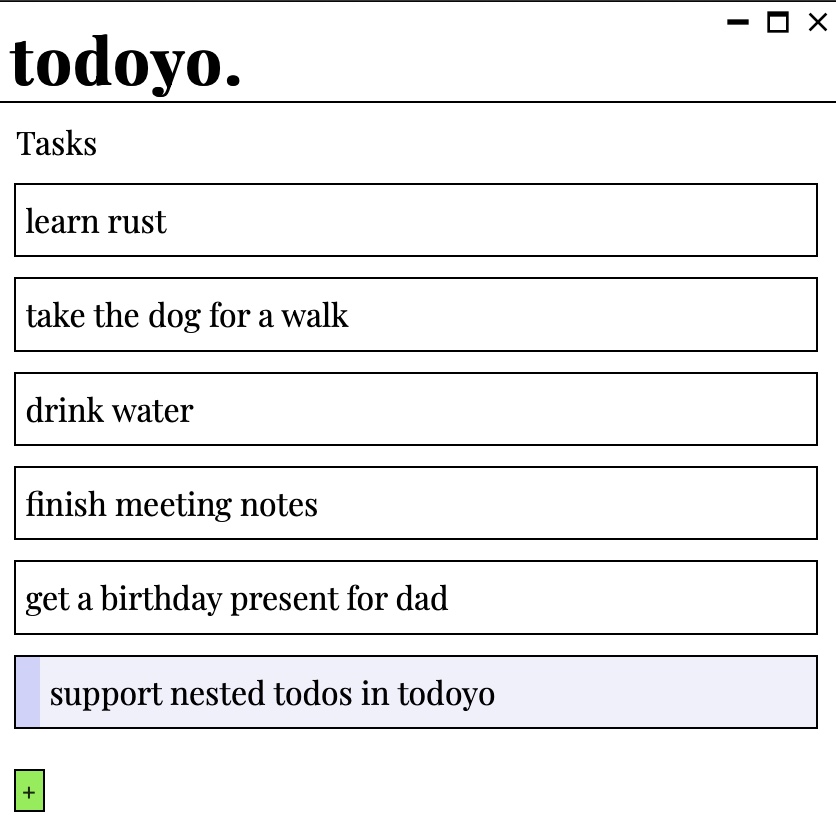 todoyo.
Tasks
learn rust
take the dog for a walk
drink water
finish meeting notes
get a birthday present for dad
support nested todos in todoyo
+